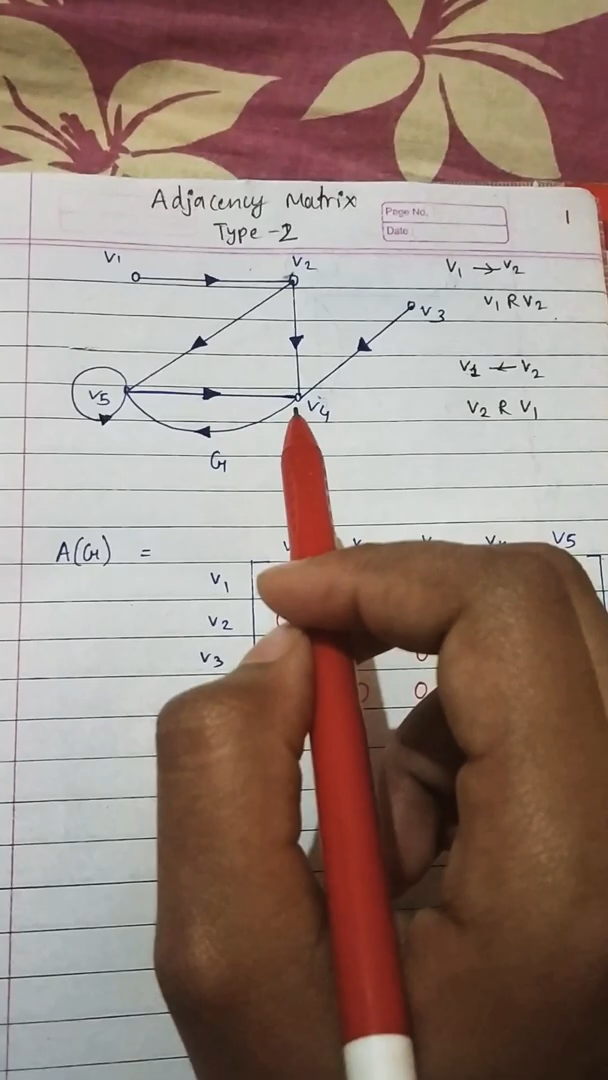 Adjacency Matrix
Type-2
Page No.
Date
1
V1
V2
V3
V5
V4
G
V1 → V2
V1 R V2
V1 ← V2
V2 R V1
A(G) =
V5
V1
V2
V3
0 0